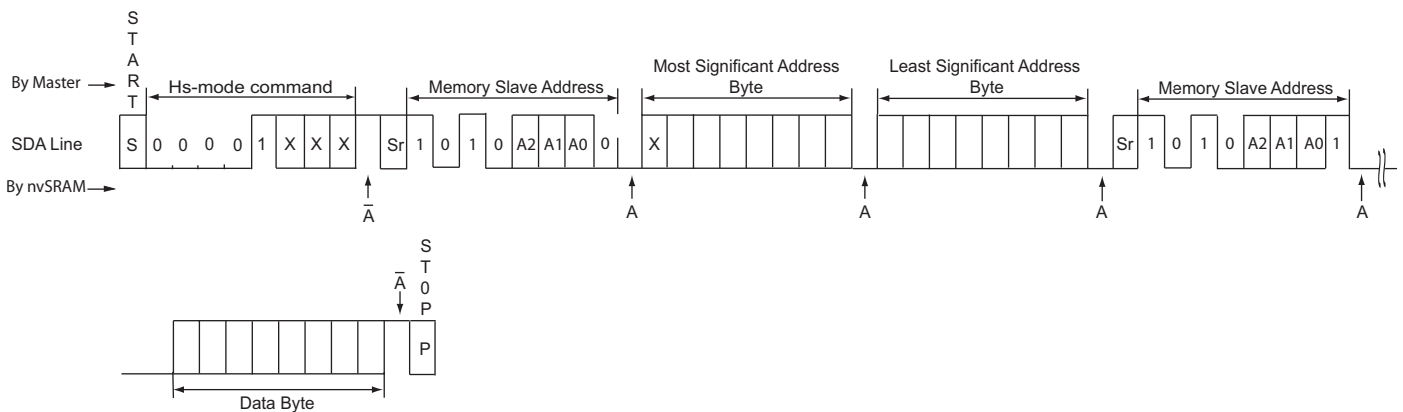 START
By Master
Hs-mode command
Memory Slave Address
Most Significant Address
Byte
Least Significant Address
Byte
Memory Slave Address
SDA Line
S 0 0 0 0 1 X X X Sr 1 0 1 0 A2 A1 A0 0 X Sr 1 0 1 0 A2 A1 A0 1
By nvSRAM
A̅ A A A A
A̅
ST0P
P
Data Byte